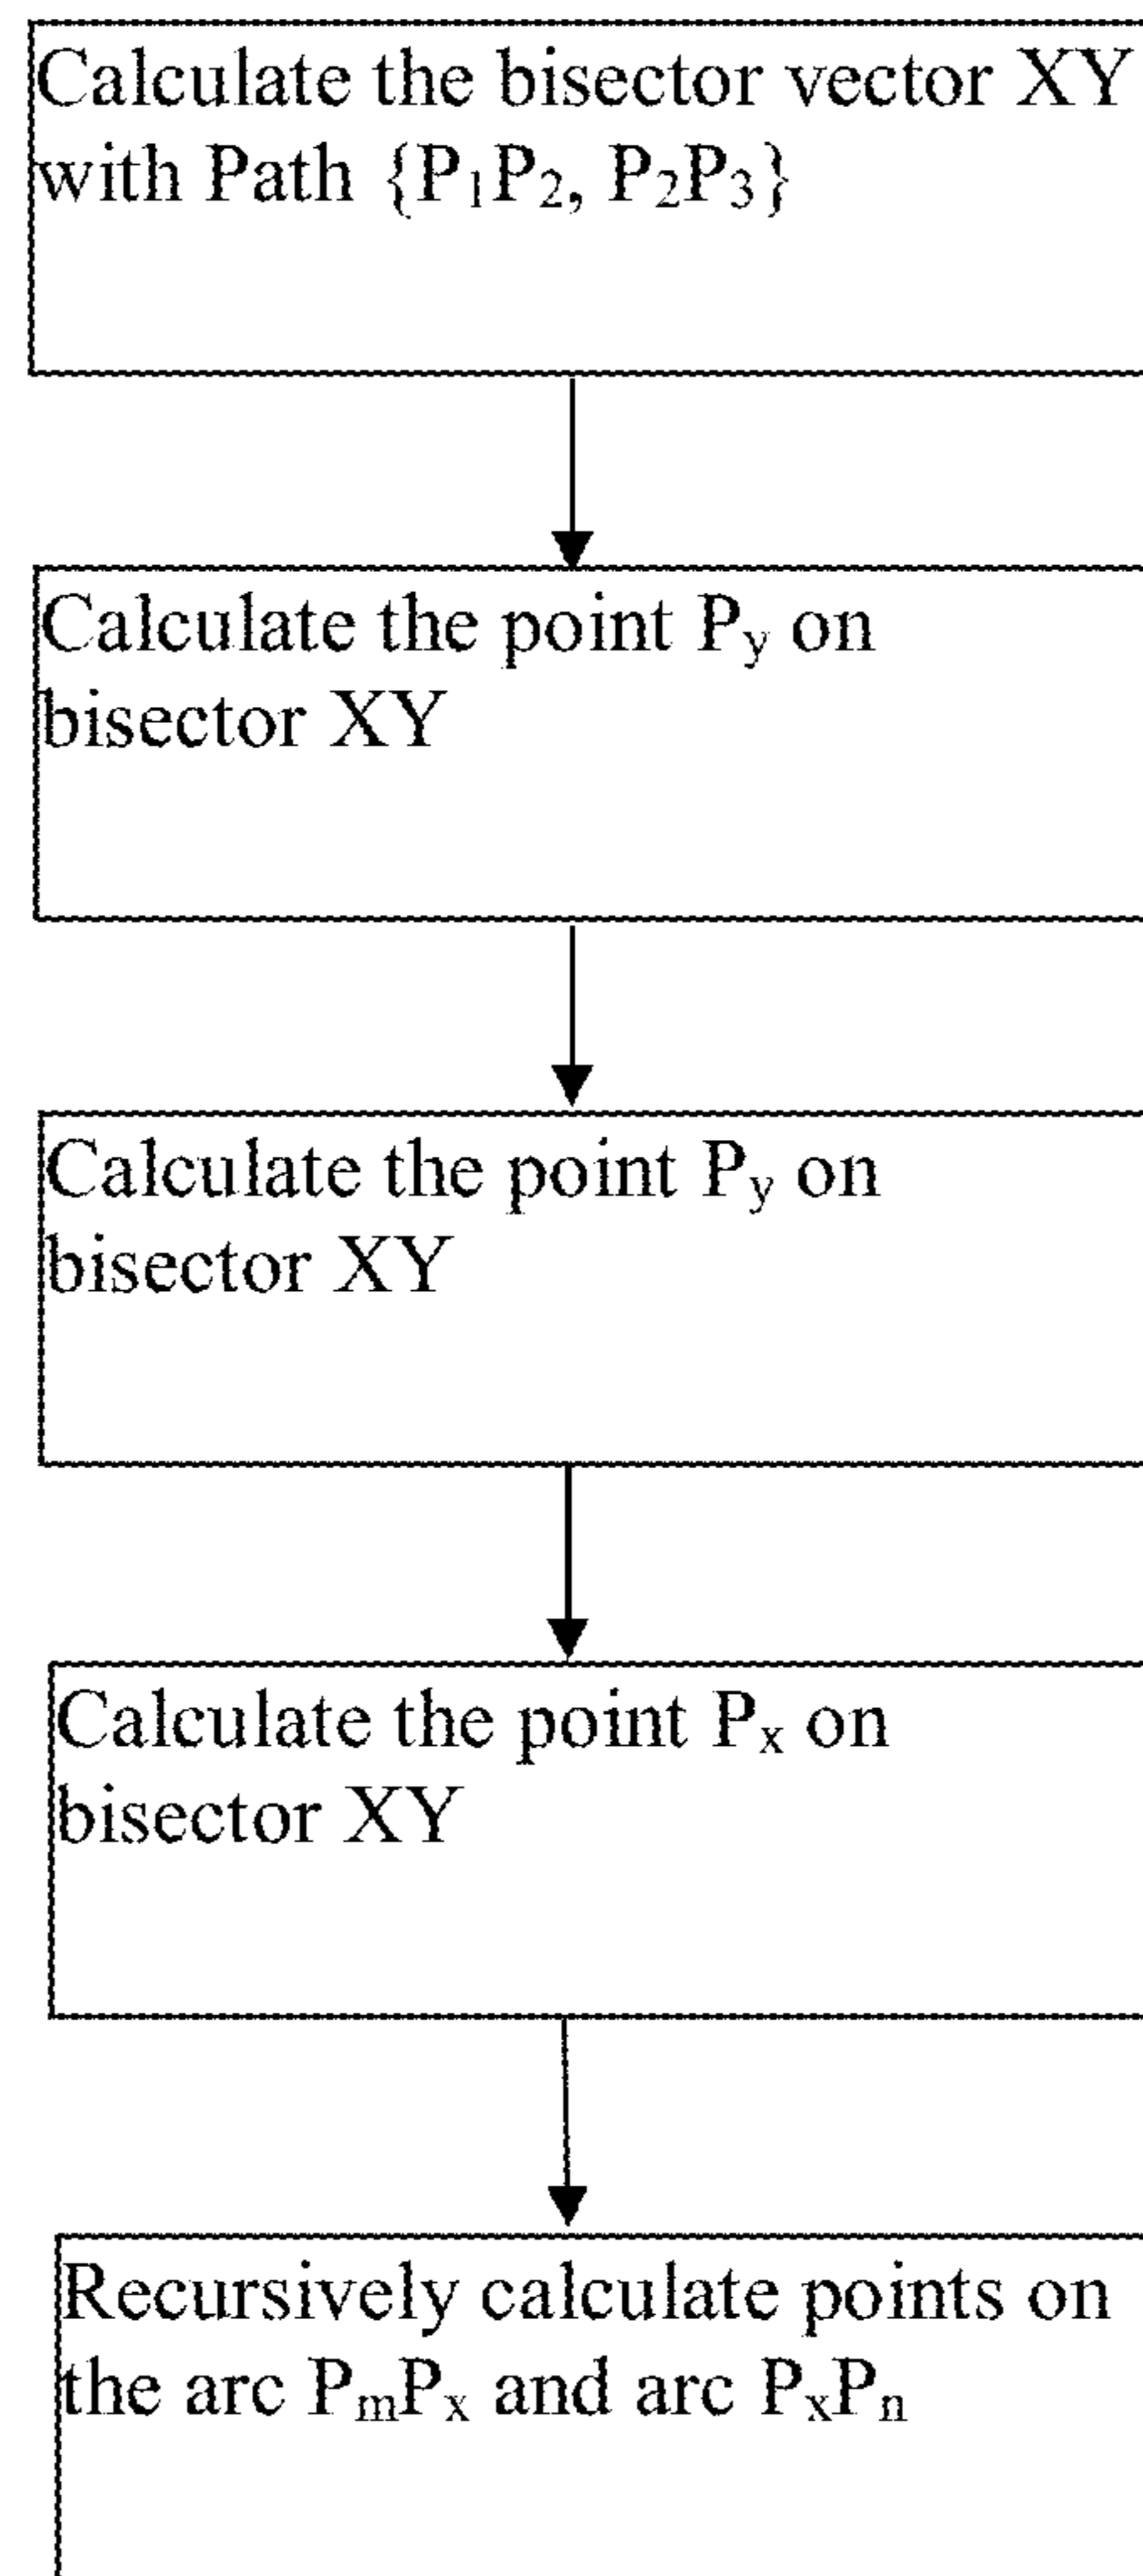 Calculate the bisector vector XY
with Path {P₁P₂, P₂P₃}
Calculate the point Pᵧ on
bisector XY
Calculate the point Pᵧ on
bisector XY
Calculate the point Pₓ on
bisector XY
Recursively calculate points on
the arc PₘPₓ and arc PₓPₙ